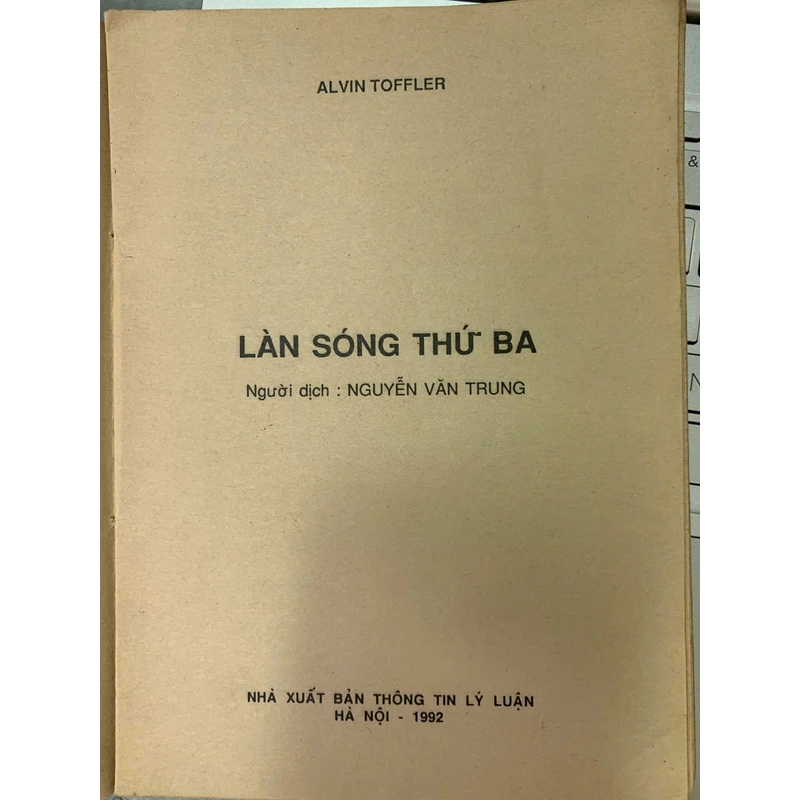 ALVIN TOFFLER
LÀN SÓNG THỨ BA
Người dịch : NGUYỄN VĂN TRUNG
NHÀ XUẤT BẢN THÔNG TIN LÝ LUẬN
HÀ NỘI - 1992
&
N